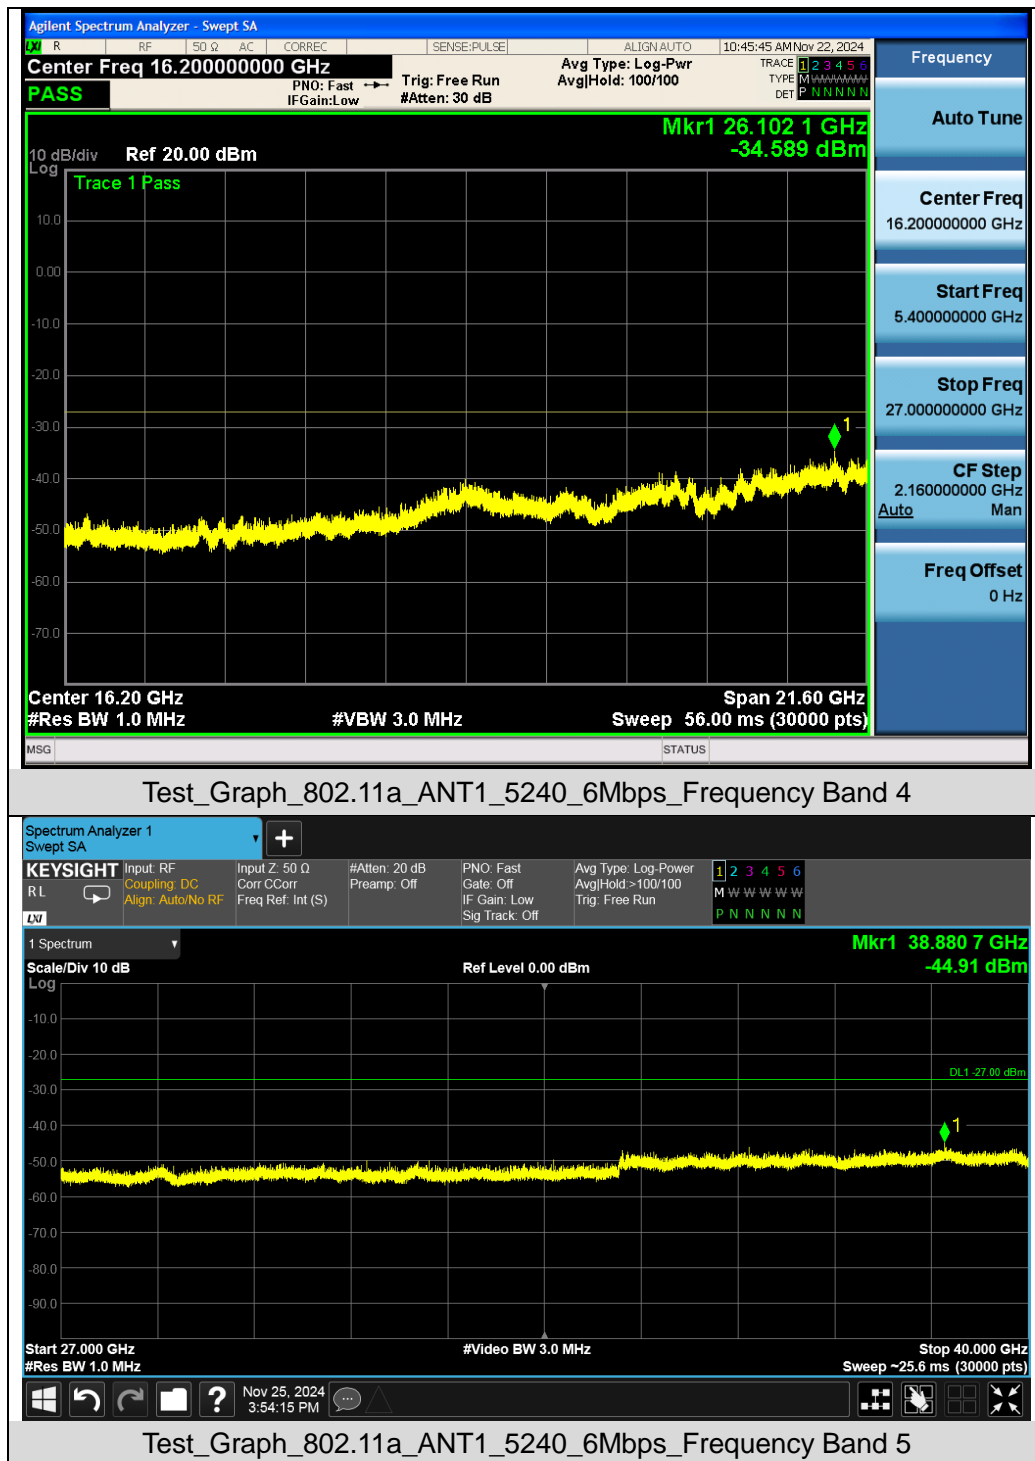 Agilent Spectrum Analyzer - Swept SA
LXI R RF 50 Ω AC CORREC SENSE:PULSE ALIGN AUTO 10:45:45 AM Nov 22, 2024
Center Freq 16.200000000 GHz Avg Type: Log-Pwr TRACE 1 2 3 4 5 6
PASS PNO: Fast Trig: Free Run Avg|Hold: 100/100 TYPE M W W W W W
IFGain:Low #Atten: 30 dB DET P N N N N N
Mkr1 26.102 1 GHz
10 dB/div Ref 20.00 dBm -34.589 dBm
Log
Trace 1 Pass
10.0
0.00
-10.0
-20.0
-30.0
1
-40.0
-50.0
-60.0
-70.0
Center 16.20 GHz Span 21.60 GHz
#Res BW 1.0 MHz #VBW 3.0 MHz Sweep 56.00 ms (30000 pts)
MSG STATUS
Frequency
Auto Tune
Center Freq
16.200000000 GHz
Start Freq
5.400000000 GHz
Stop Freq
27.000000000 GHz
CF Step
2.160000000 GHz
Auto Man
Freq Offset
0 Hz
Test_Graph_802.11a_ANT1_5240_6Mbps_Frequency Band 4
Spectrum Analyzer 1
Swept SA
+
KEYSIGHT Input: RF Input Z: 50 Ω #Atten: 20 dB PNO: Fast Avg Type: Log-Power 1 2 3 4 5 6
RL Coupling: DC Corr CCorr Preamp: Off Gate: Off Avg|Hold:>100/100 M W W W W W
Align: Auto/No RF Freq Ref: Int (S) IF Gain: Low Trig: Free Run
LXI Sig Track: Off P N N N N N
1 Spectrum Mkr1 38.880 7 GHz
Scale/Div 10 dB Ref Level 0.00 dBm -44.91 dBm
Log
-10.0
-20.0
DL1 -27.00 dBm
-30.0
-40.0
1
-50.0
-60.0
-70.0
-80.0
-90.0
Start 27.000 GHz #Video BW 3.0 MHz Stop 40.000 GHz
#Res BW 1.0 MHz Sweep ~25.6 ms (30000 pts)
? Nov 25, 2024
3:54:15 PM
Test_Graph_802.11a_ANT1_5240_6Mbps_Frequency Band 5